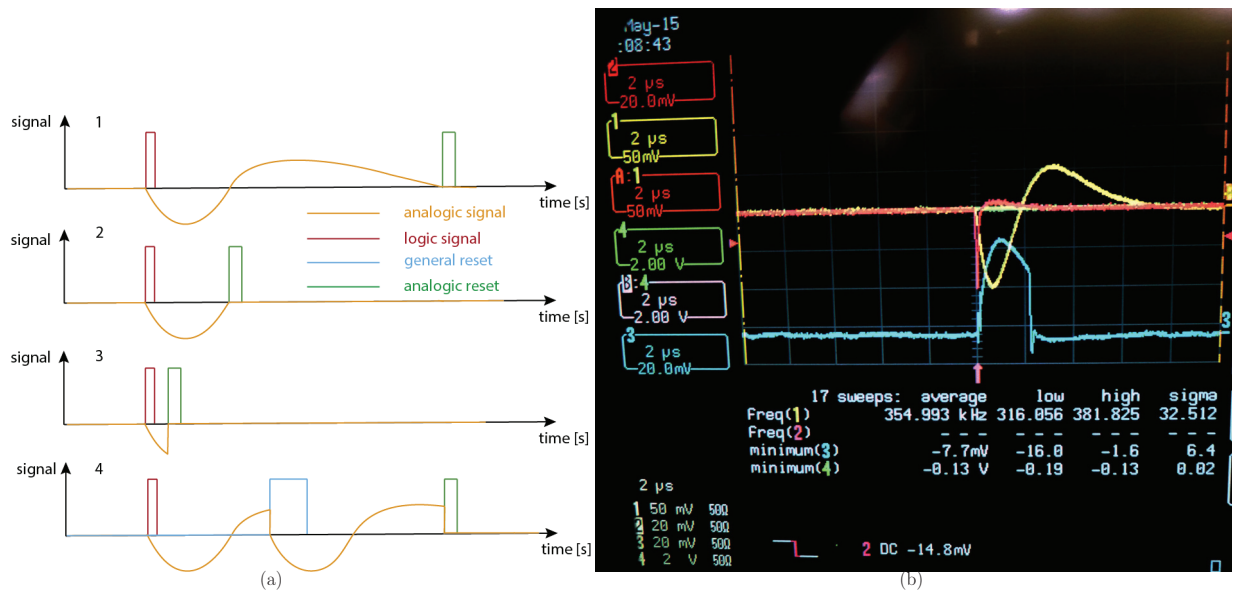 signal
1
time [s]
analogic signal
logic signal
general reset
analogic reset
signal
2
time [s]
signal
3
time [s]
signal
4
time [s]
(a)
May-15
:08:43
2
2 µs
20.0mV
1
2 µs
50mV
A:1
2 µs
50mV
4
2 µs
2.00 V
B:4
2 µs
2.00 V
3
2 µs
20.0mV
3
17 sweeps: average low high sigma
freq(1) 354.993 kHz 316.056 381.825 32.512
freq(2) - - - - - - - - - - - -
minimum(3) -7.7mV -16.0 -1.6 6.4
minimum(4) -0.13 V -0.19 -0.13 0.02
2 µs
1 50 mV 50Ω
2 20 mV 50Ω
3 20 mV 50Ω
4 2 V 50Ω
2 DC -14.8mV
(b)